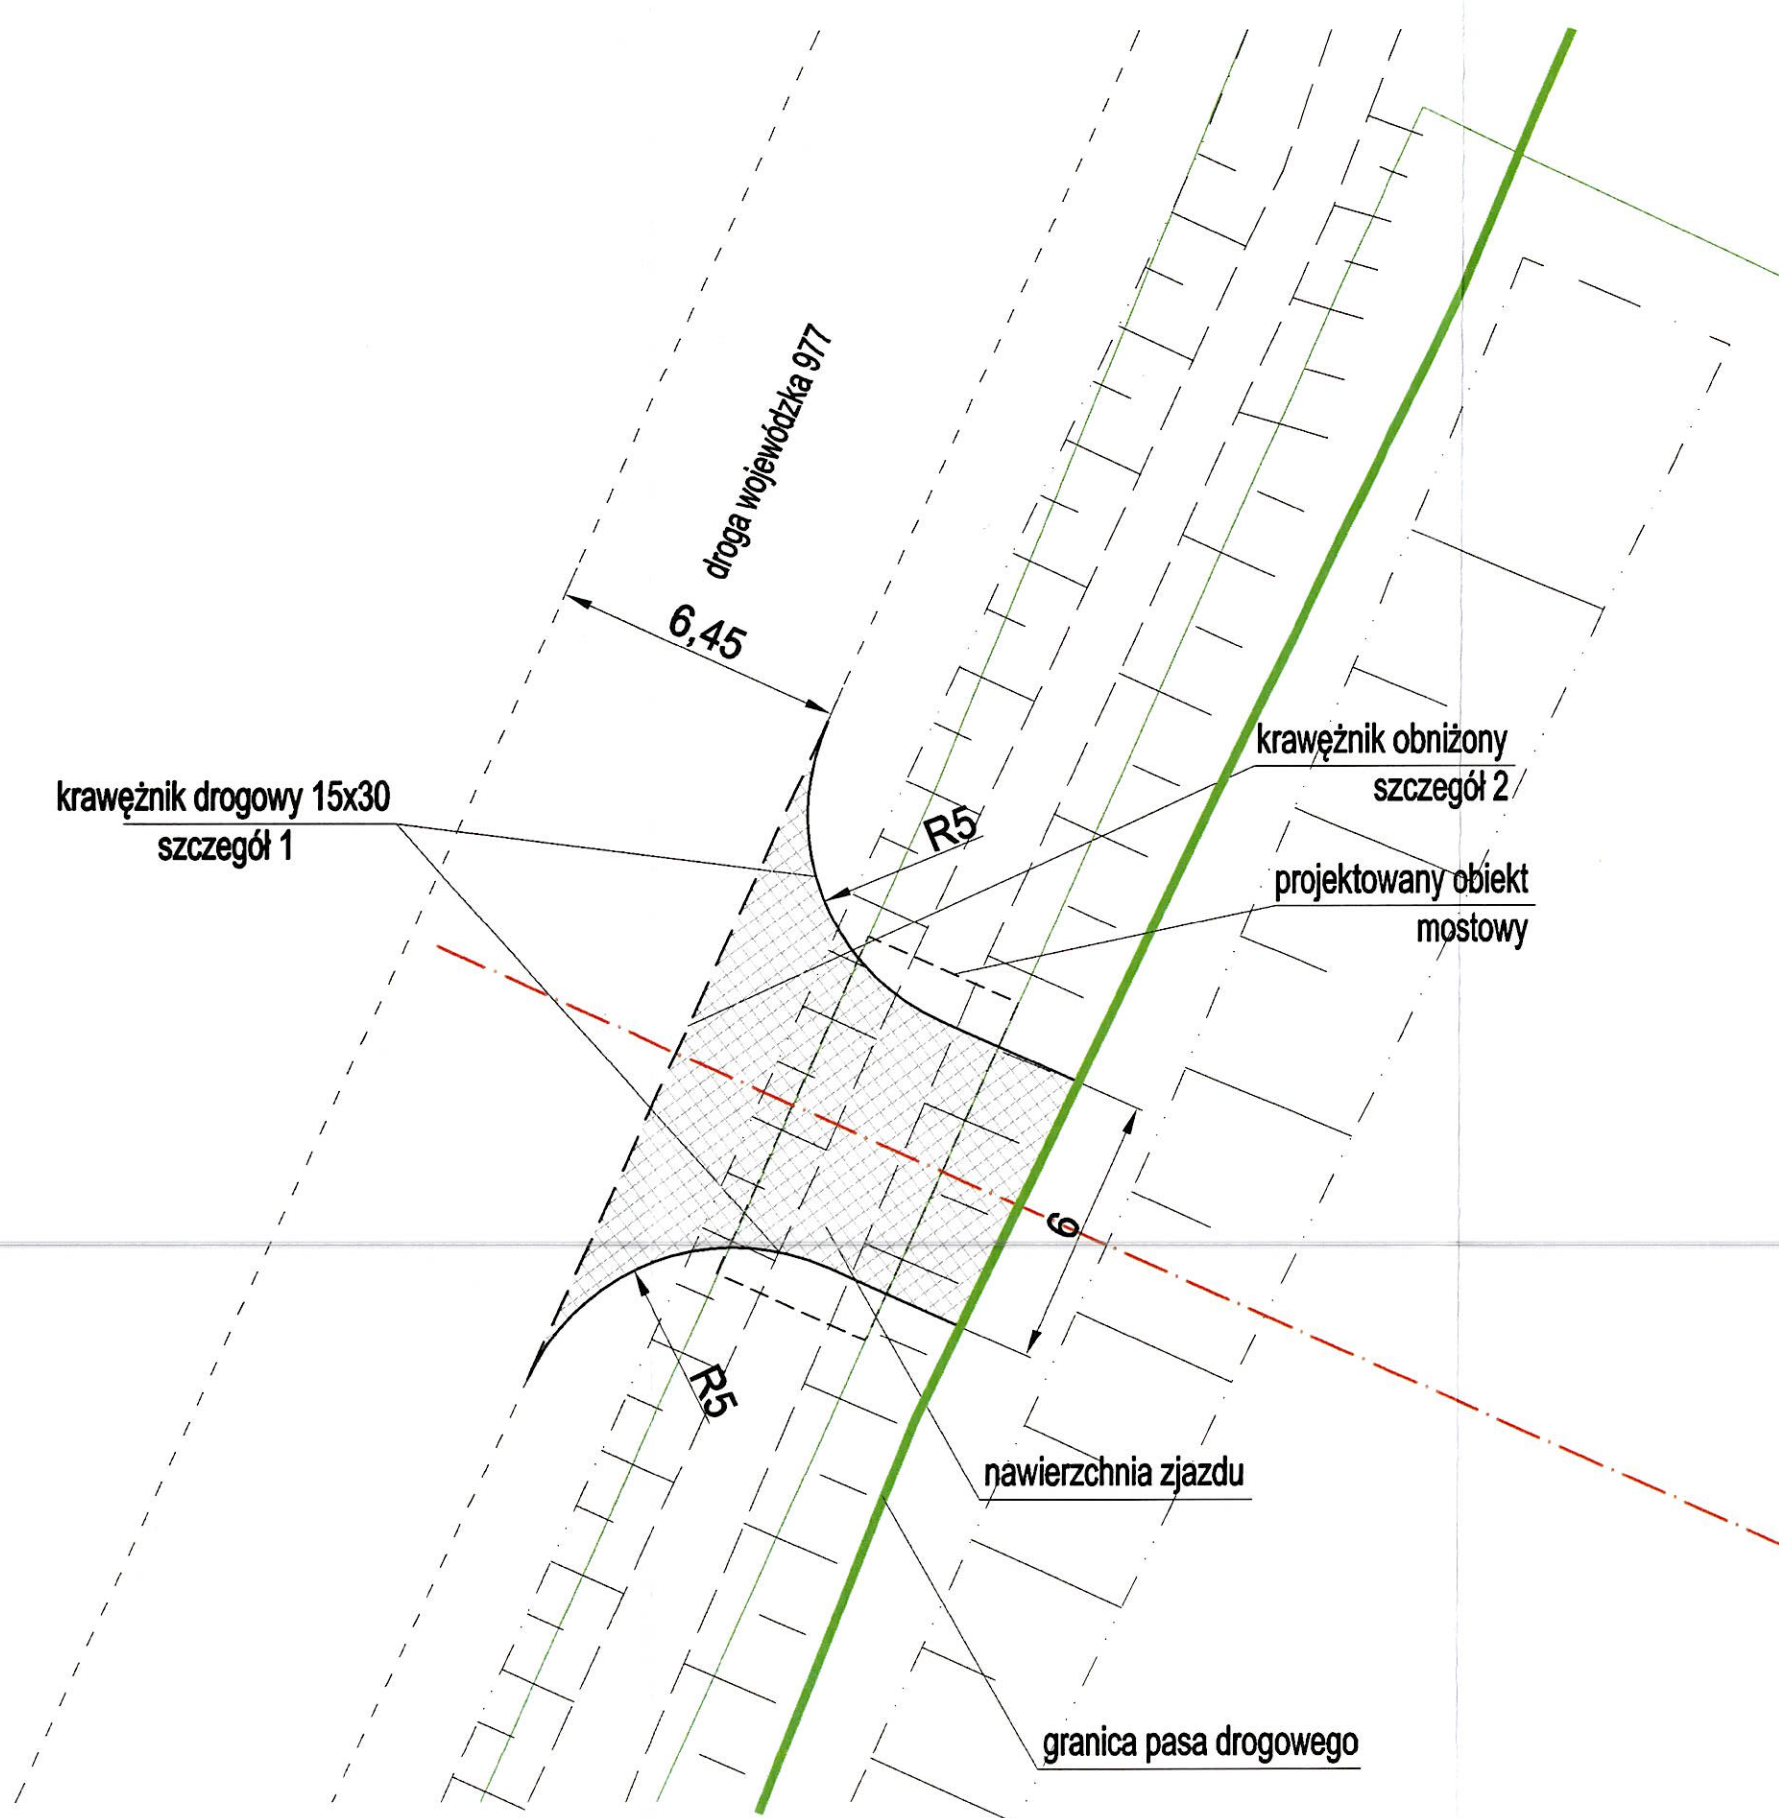 droga wojewódzka 977
6,45
krawężnik obniżony
szczegół 2
krawężnik drogowy 15x30
szczegół 1
R5
projektowany obiekt
mostowy
6
R5
nawierzchnia zjazdu
granica pasa drogowego